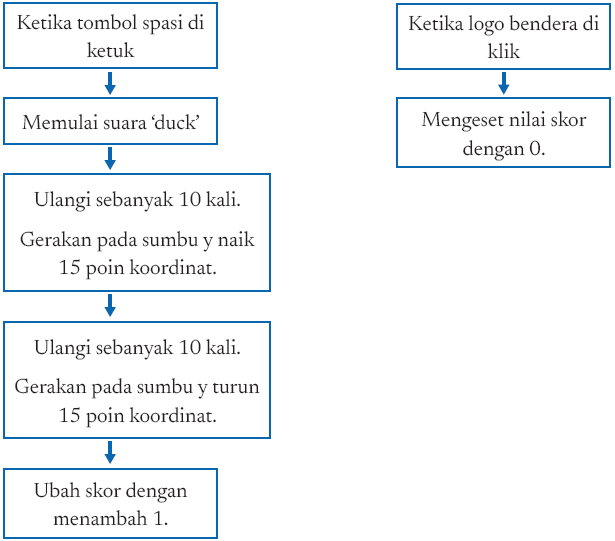 Ketika tombol spasi di
ketuk
Memulai suara ‘duck’
Ulangi sebanyak 10 kali.
Gerakan pada sumbu y naik
15 poin koordinat.
Ulangi sebanyak 10 kali.
Gerakan pada sumbu y turun
15 poin koordinat.
Ubah skor dengan
menambah 1.
Ketika logo bendera di
klik
Mengeset nilai skor
dengan 0.